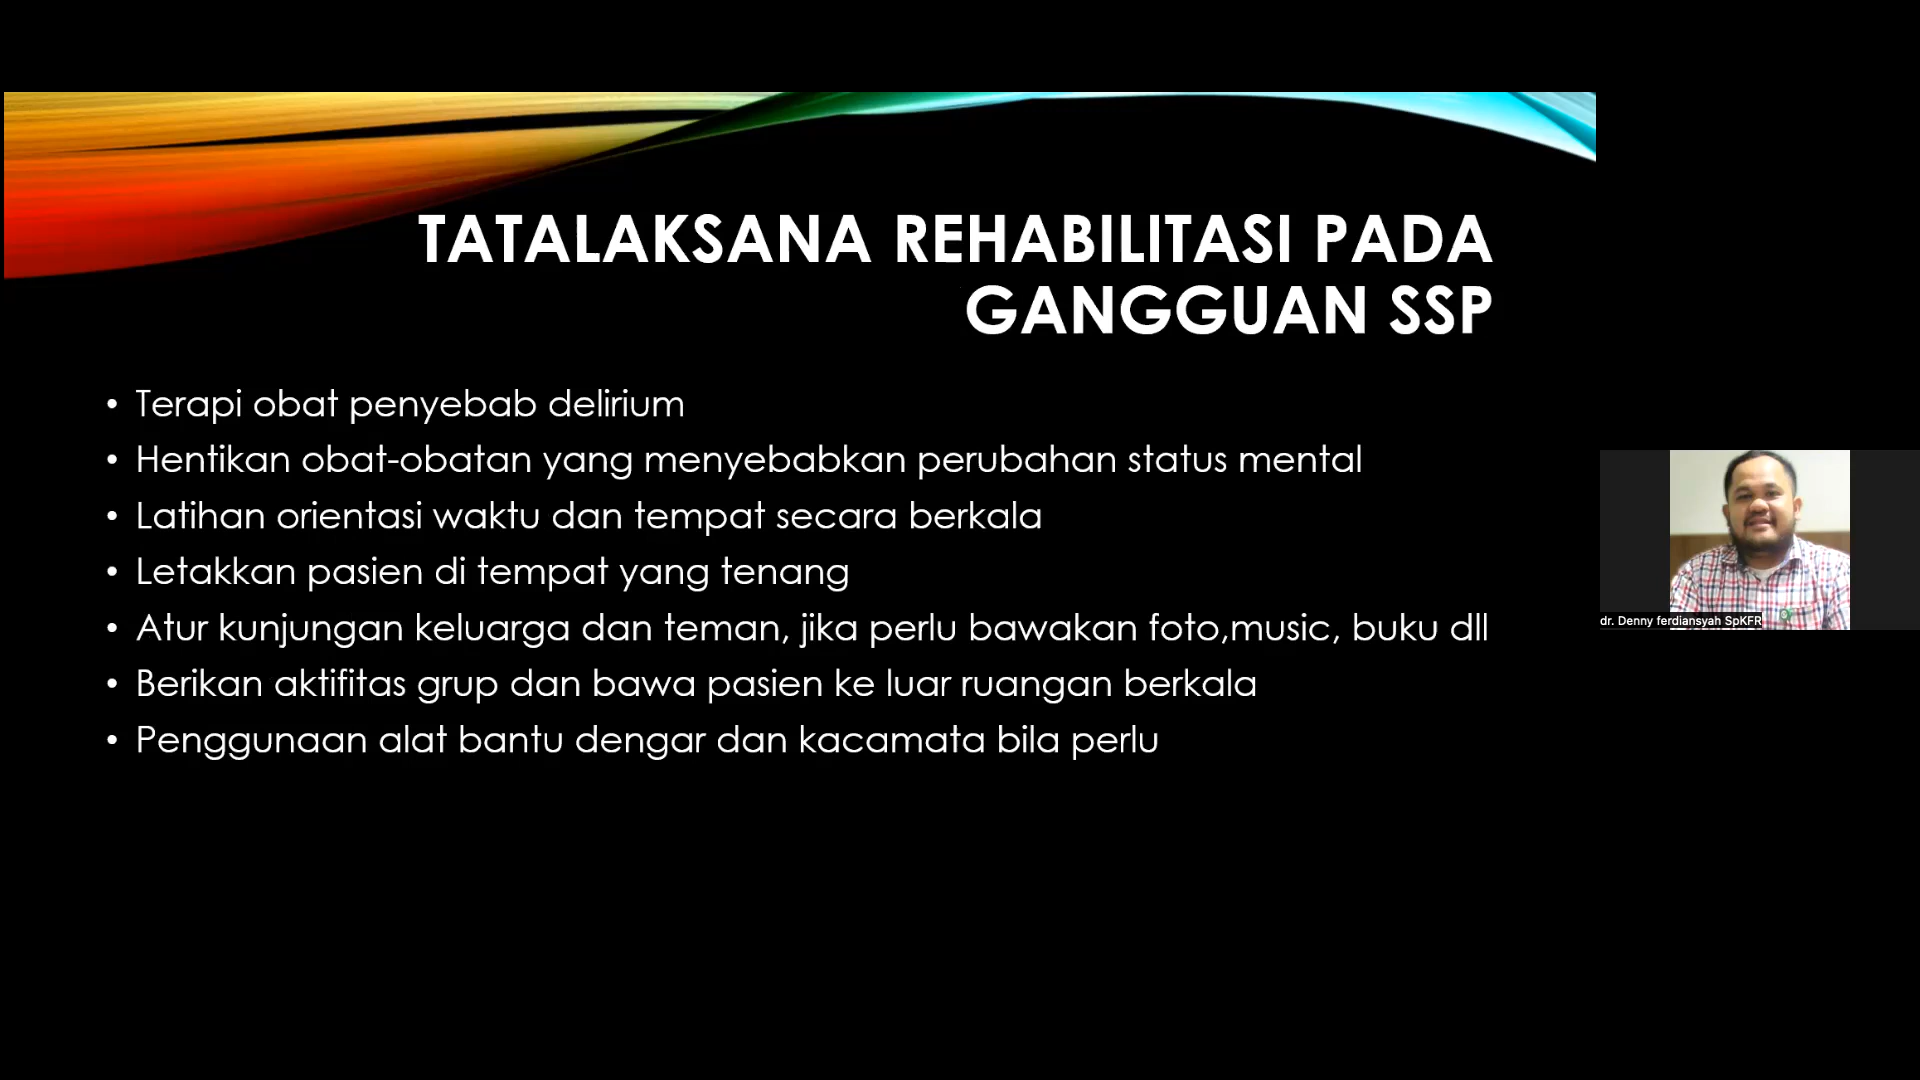 TATALAKSANA REHABILITASI PADA
GANGGUAN SSP
• Terapi obat penyebab delirium
• Hentikan obat-obatan yang menyebabkan perubahan status mental
• Latihan orientasi waktu dan tempat secara berkala
• Letakkan pasien di tempat yang tenang
• Atur kunjungan keluarga dan teman, jika perlu bawakan foto,music, buku dll
• Berikan aktifitas grup dan bawa pasien ke luar ruangan berkala
• Penggunaan alat bantu dengar dan kacamata bila perlu
dr. Denny ferdiansyah SpKFR